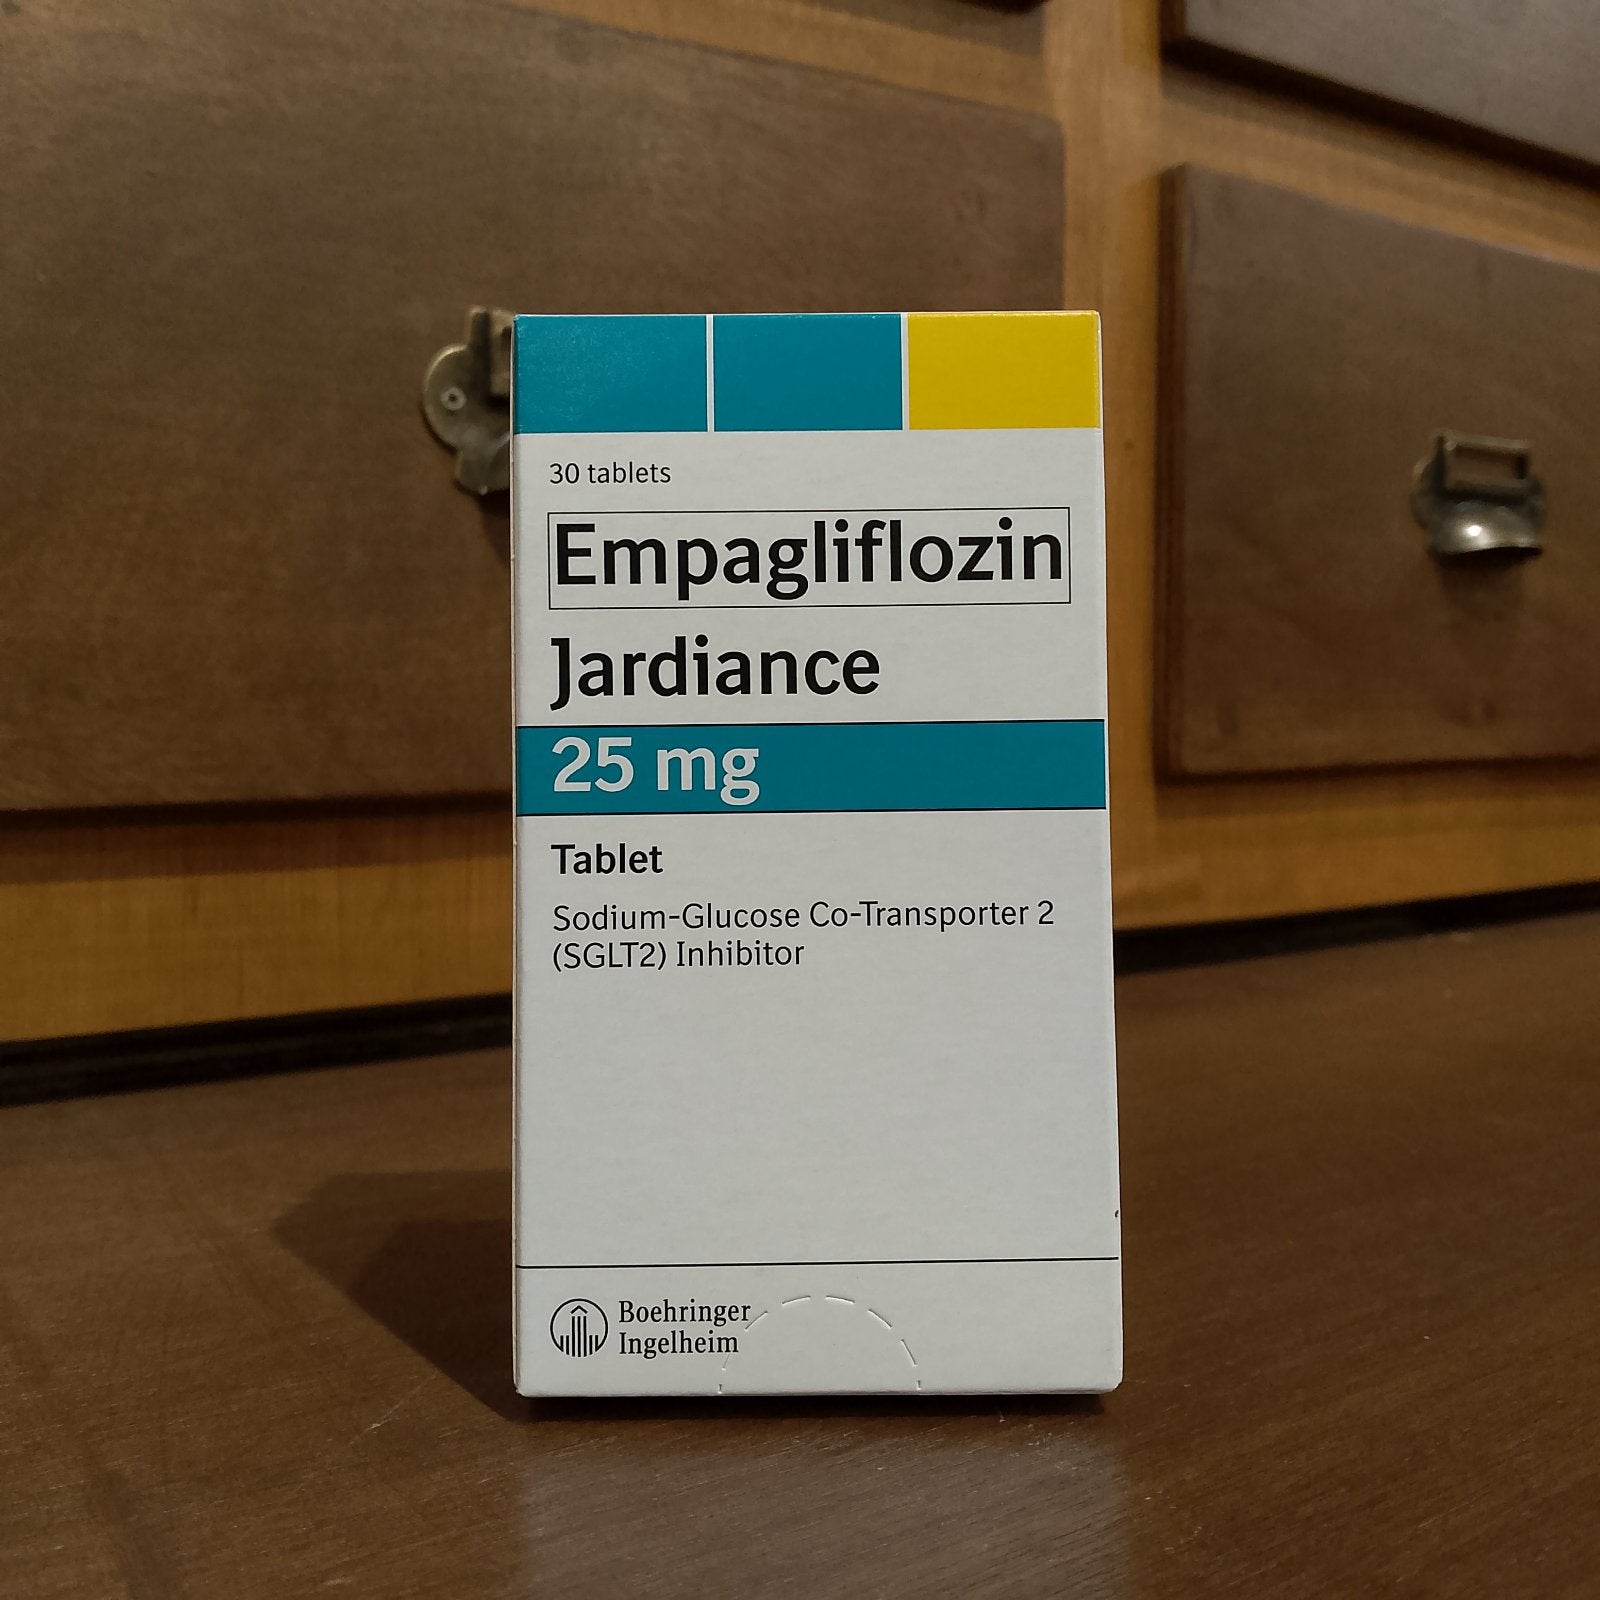 30 tablets
Empagliflozin
Jardiance
25 mg
Tablet
Sodium-Glucose Co-Transporter 2
(SGLT2) Inhibitor
Boehringer
Ingelheim